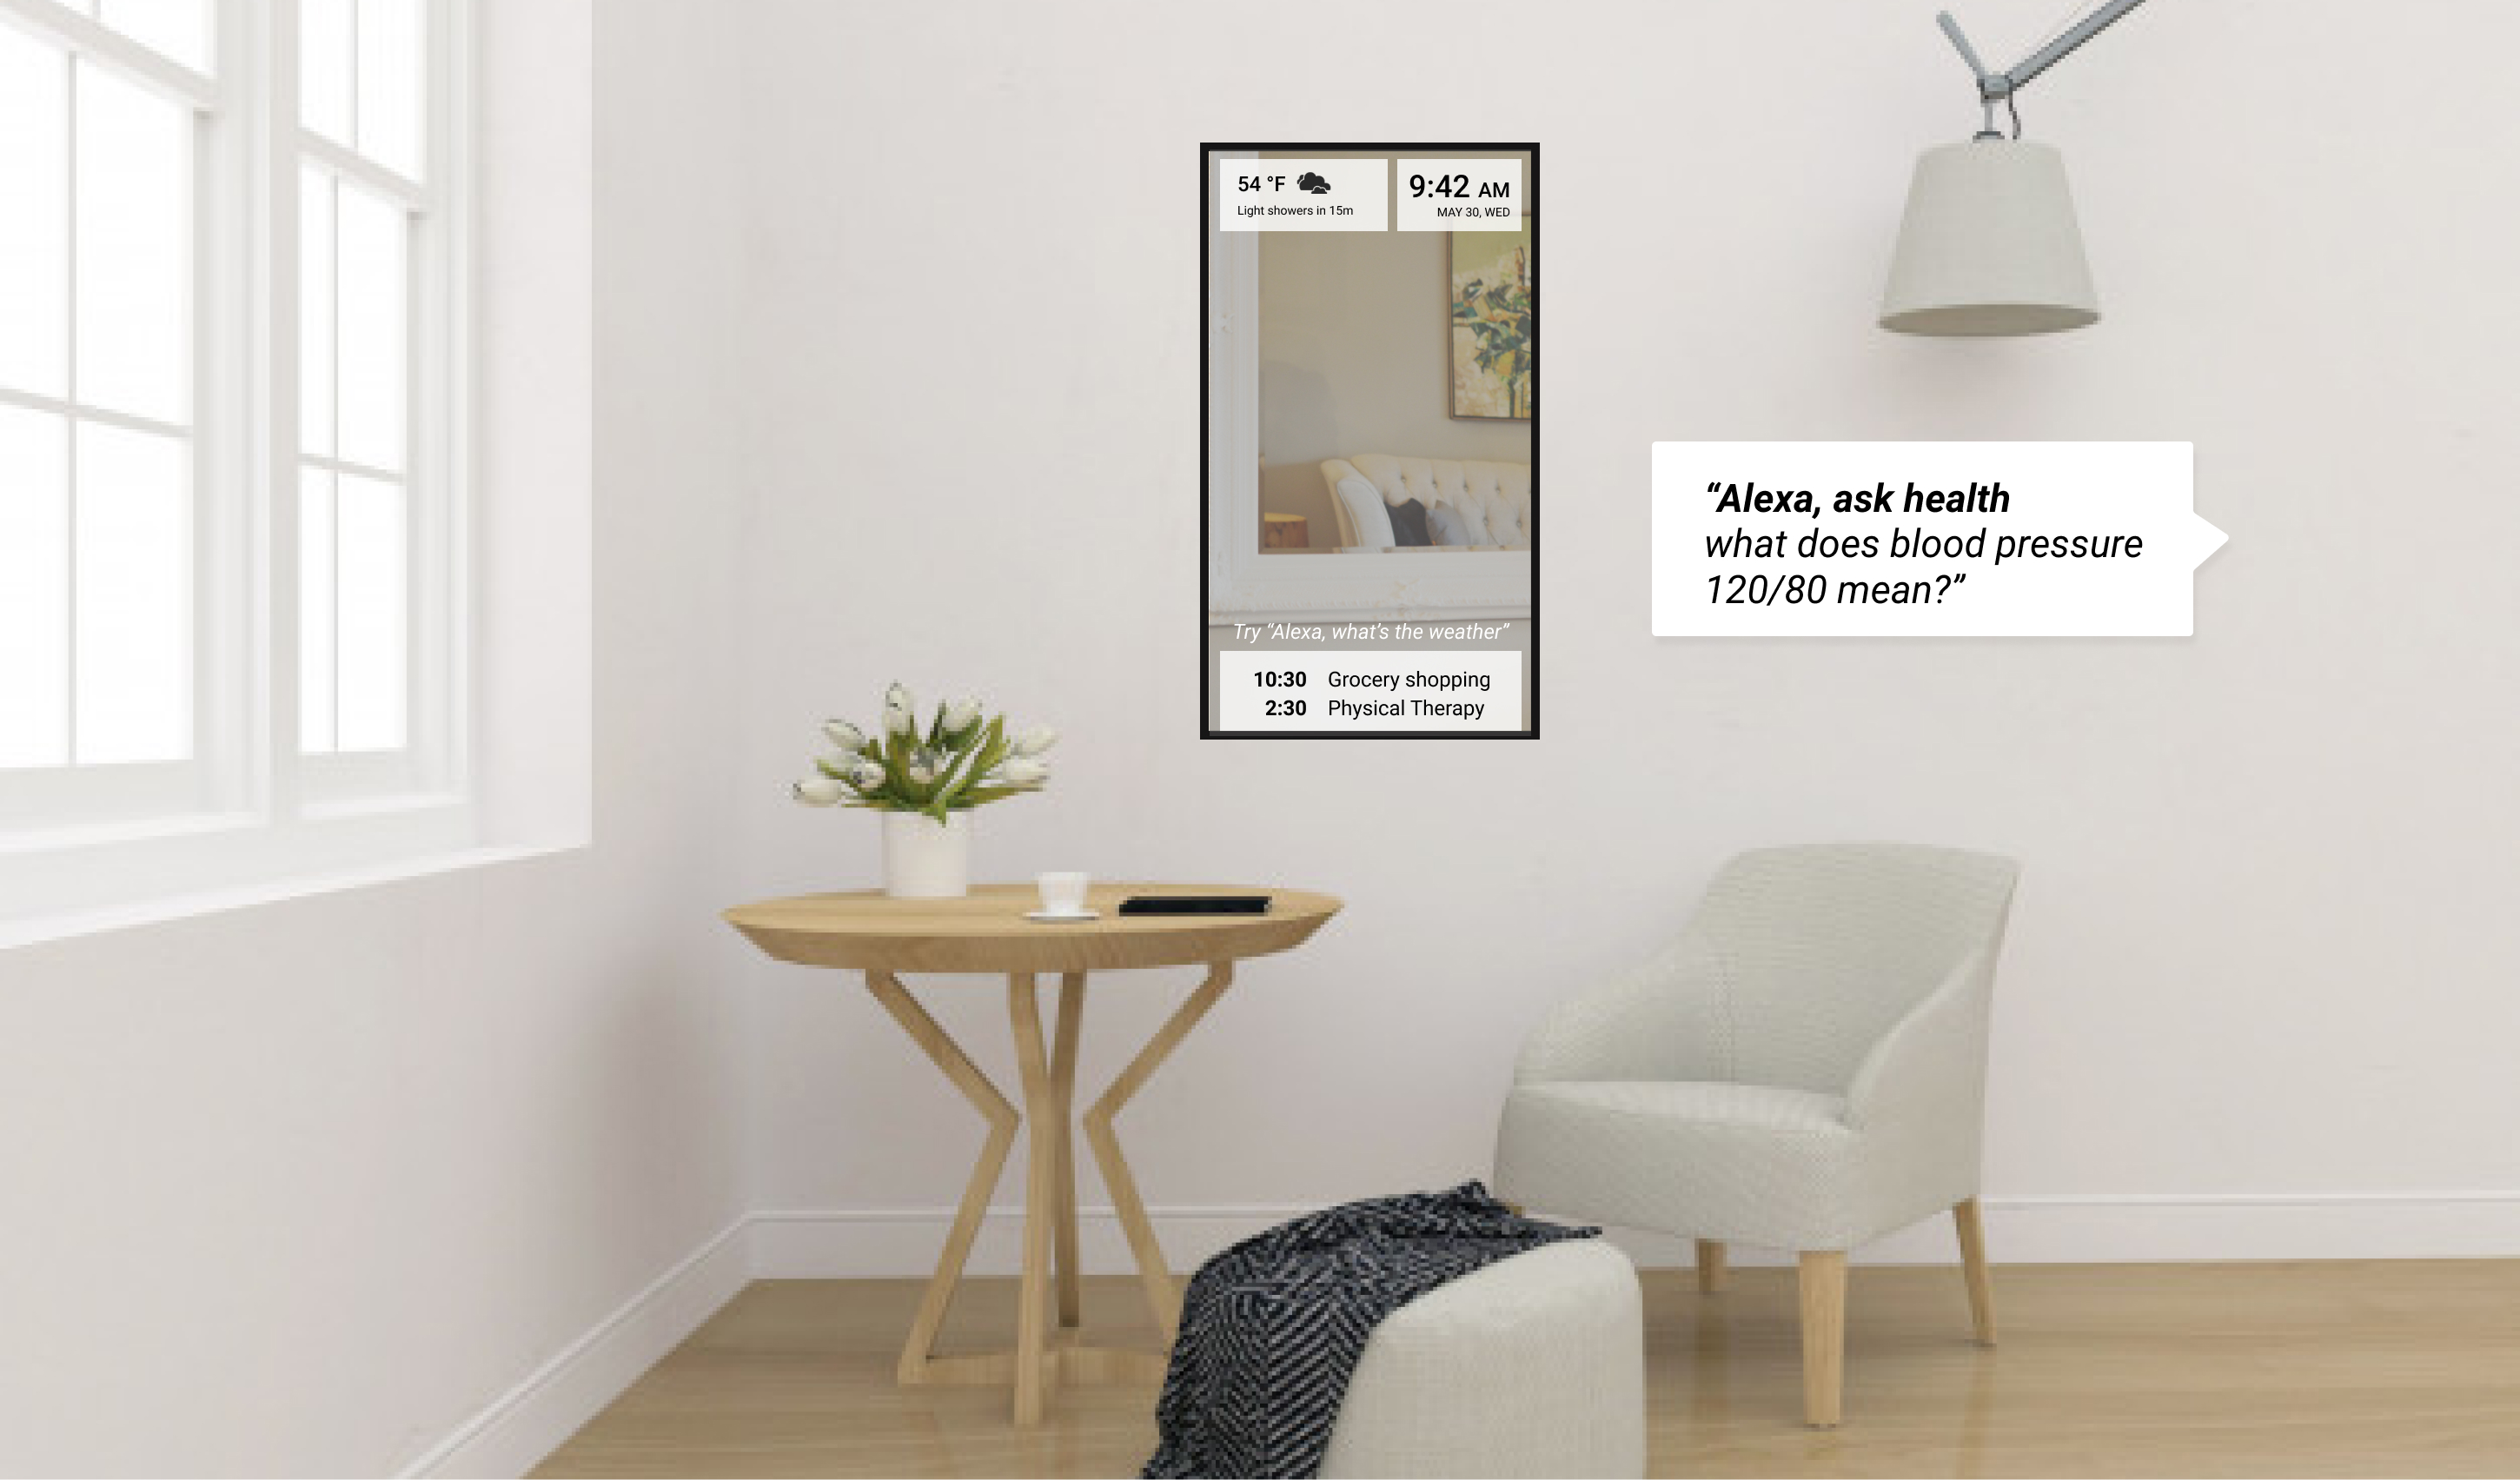 54 °F
Light showers in 15m
9:42 AM
MAY 30, WED
Try “Alexa, what’s the weather”
10:30 Grocery shopping
2:30 Physical Therapy
“Alexa, ask health
what does blood pressure
120/80 mean?”